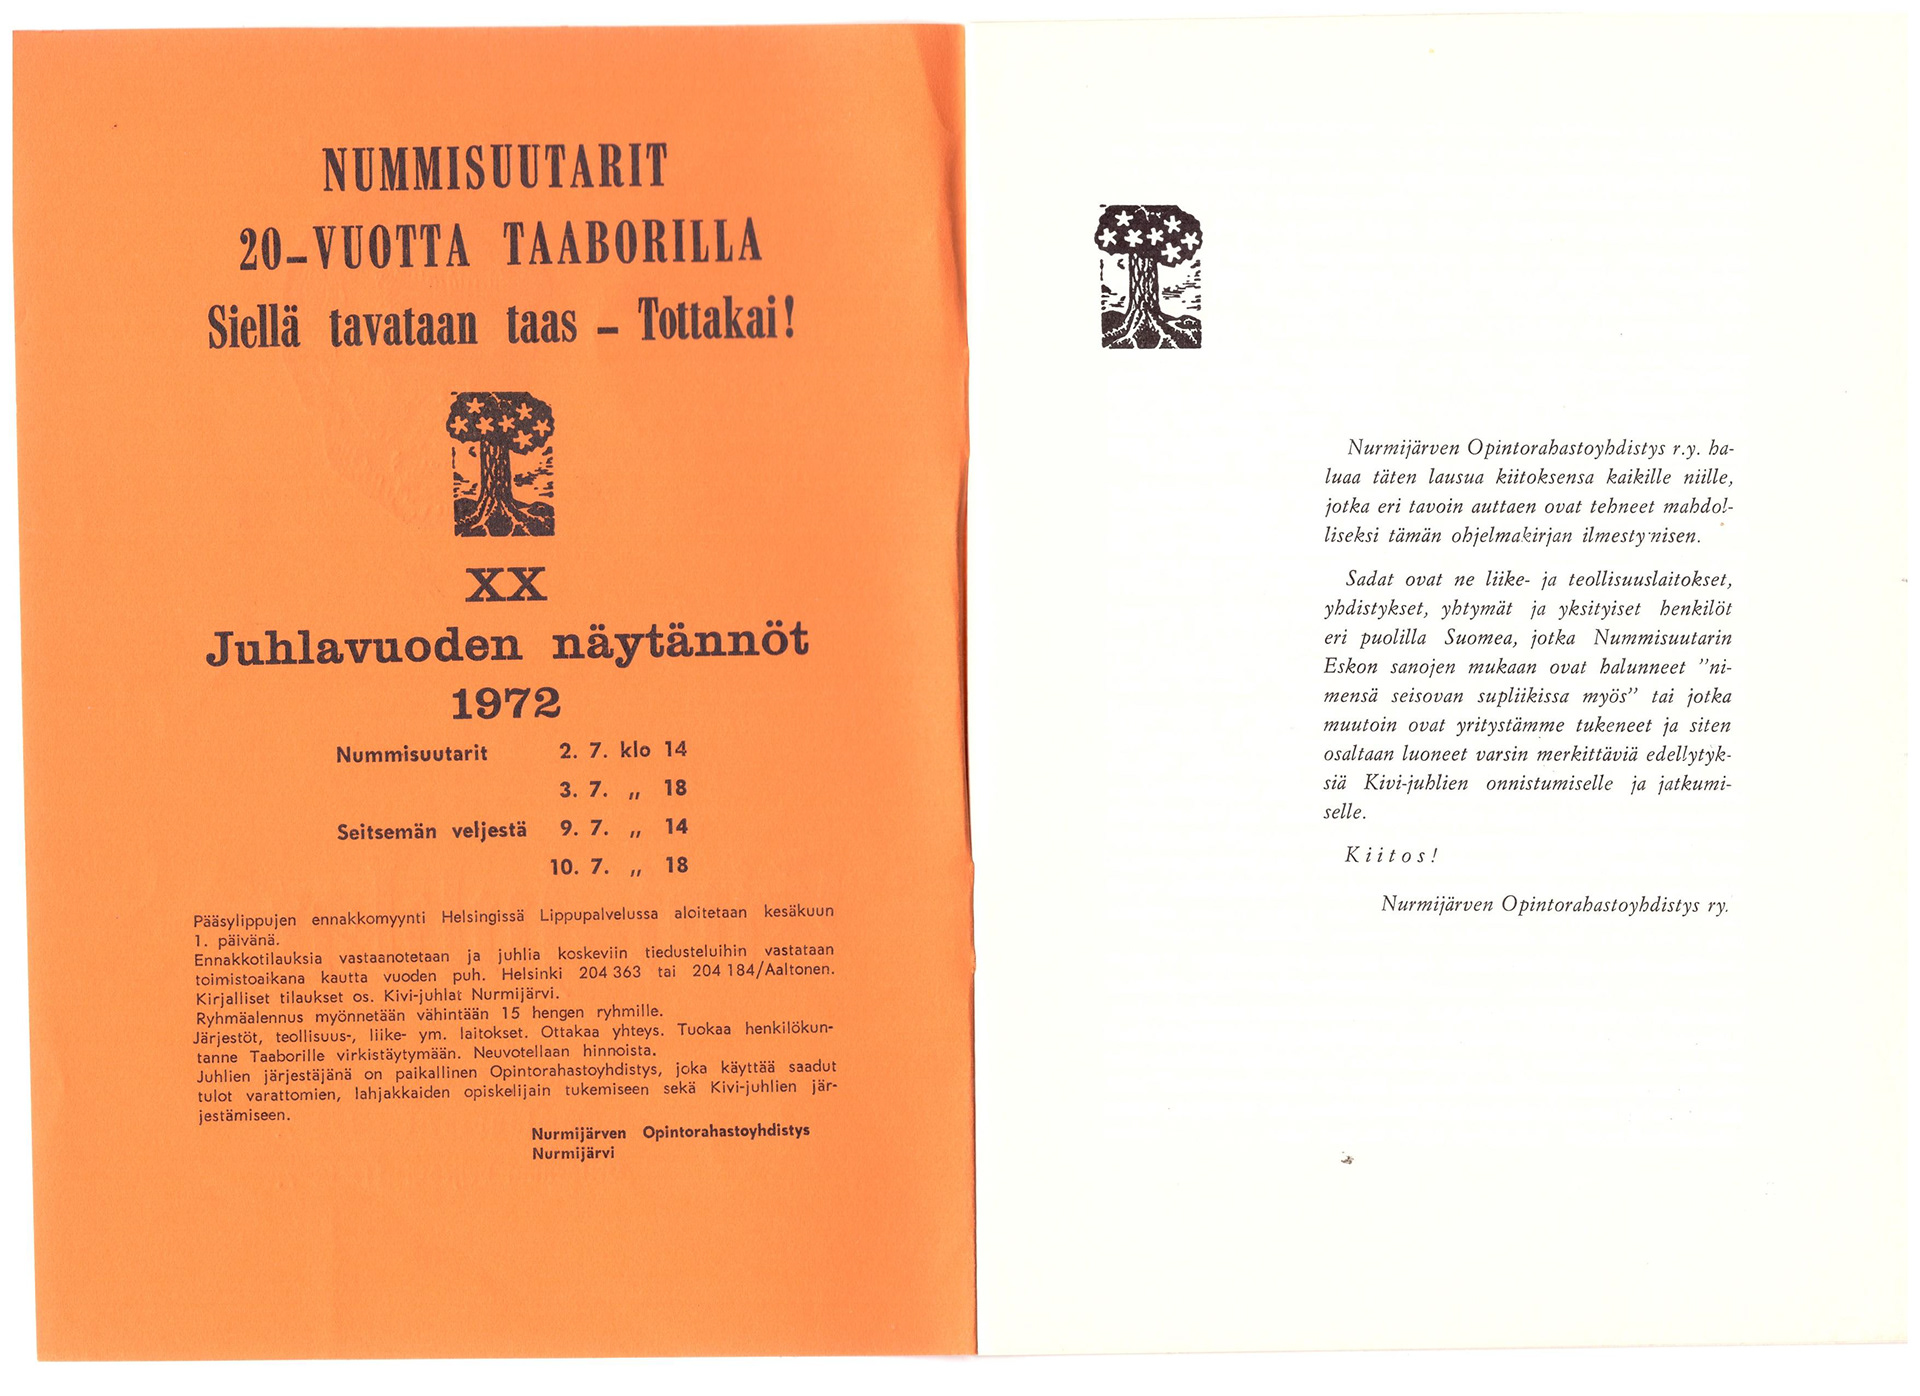 NUMMISUUTARIT
20-VUOTTA TAABORILLA
Siellä tavataan taas – Tottakai!
XX
Juhlavuoden näytännöt
1972
Nummisuutarit 2. 7. klo 14
3. 7. „ 18
Seitsemän veljestä 9. 7. „ 14
10. 7. „ 18
Pääsylippujen ennakkomyynti Helsingissä Lippupalvelussa aloitetaan kesäkuun
1. päivänä.
Ennakkotilauksia vastaanotetaan ja juhlia koskeviin tiedusteluihin vastataan
toimistoaikana kautta vuoden puh. Helsinki 204 363 tai 204 184/Aaltonen.
Kirjalliset tilaukset os. Kivi-juhlat Nurmijärvi.
Ryhmäalennus myönnetään vähintään 15 hengen ryhmille.
Järjestöt, teollisuus-, liike- ym. laitokset. Ottakaa yhteys. Tuokaa henkilökun-
tanne Taaborille virkistäytymään. Neuvotellaan hinnoista.
Juhlien järjestäjänä on paikallinen Opintorahastoyhdistys, joka käyttää saadut
tulot varattomien, lahjakkaiden opiskelijain tukemiseen sekä Kivi-juhlien jär-
jestämiseen.
Nurmijärven Opintorahastoyhdistys
Nurmijärvi
Nurmijärven Opintorahastoyhdistys r.y. ha-
luaa täten lausua kiitoksensa kaikille niille,
jotka eri tavoin auttaen ovat tehneet mahdol-
liseksi tämän ohjelmakirjan ilmestymisen.
Sadat ovat ne liike- ja teollisuuslaitokset,
yhdistykset, yhtymät ja yksityiset henkilöt
eri puolilla Suomea, jotka Nummisuutarin
Eskon sanojen mukaan ovat halunneet ”ni-
mensä seisovan supliikissa myös” tai jotka
muutoin ovat yritystämme tukeneet ja siten
osaltaan luoneet varsin merkittäviä edellytyk-
siä Kivi-juhlien onnistumiselle ja jatkumi-
selle.
Kiitos!
Nurmijärven Opintorahastoyhdistys ry.